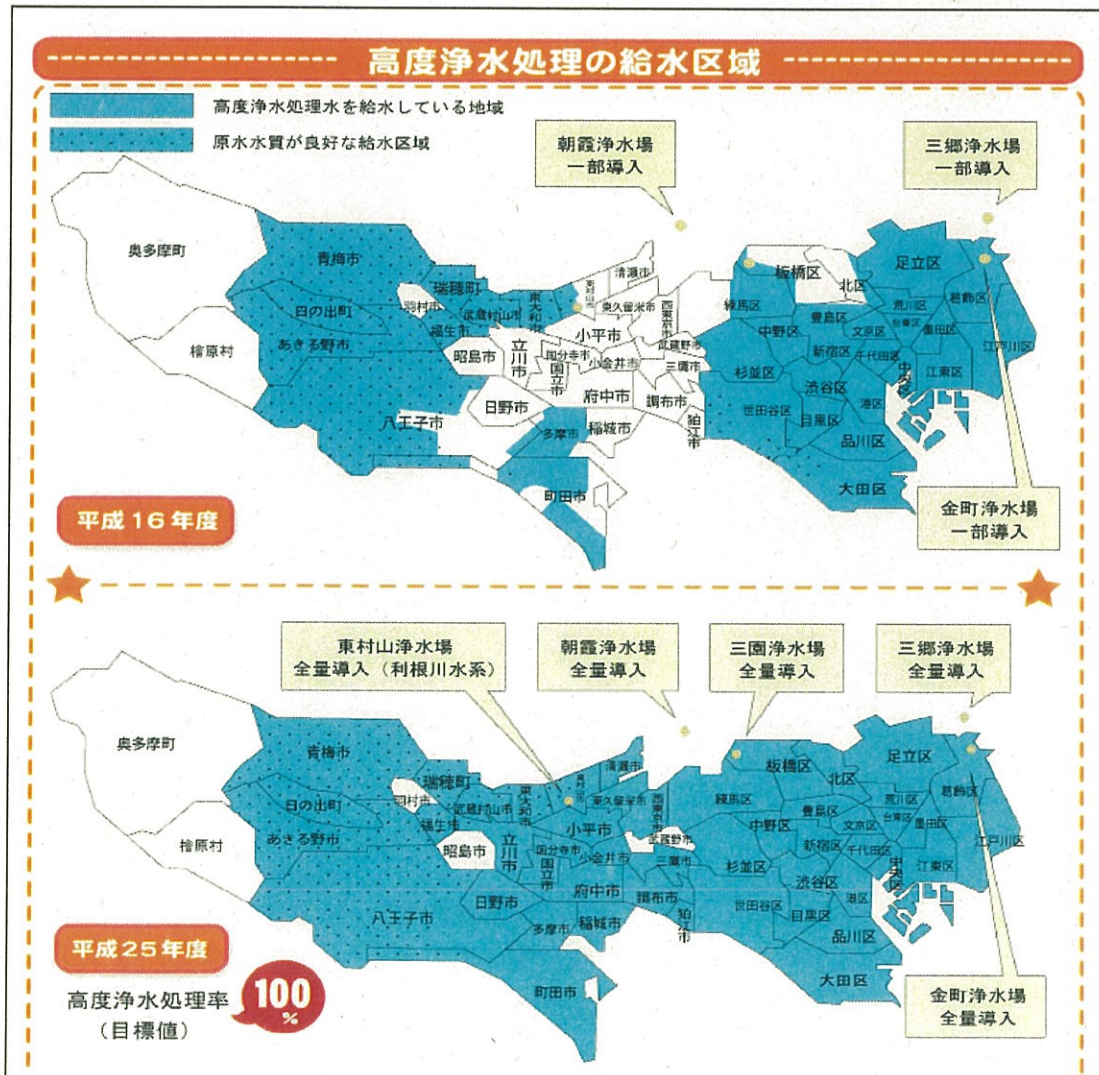 高度浄水処理の給水区域
高度浄水処理水を給水している地域
原水水質が良好な給水区域
朝霞浄水場
一部導入
三郷浄水場
一部導入
奥多摩町
青梅市
瑞穂町
羽村市
日の出町
福生市
武蔵村山市
東大和市
東村山市
清瀬市
東久留米市
西東京市
あきる野市
檜原村
昭島市
立川市
国分寺市
国立市
小平市
小金井市
武蔵野市
三鷹市
日野市
府中市
調布市
狛江市
八王子市
多摩市
稲城市
町田市
板橋区
北区
足立区
練馬区
豊島区
荒川区
葛飾区
中野区
文京区
台東区
墨田区
江戸川区
杉並区
新宿区
千代田区
中央区
江東区
渋谷区
世田谷区
目黒区
港区
品川区
大田区
金町浄水場
一部導入
平成16年度
東村山浄水場
全量導入(利根川水系)
朝霞浄水場
全量導入
三園浄水場
全量導入
三郷浄水場
全量導入
奥多摩町
青梅市
瑞穂町
羽村市
日の出町
福生市
武蔵村山市
東大和市
東村山市
清瀬市
東久留米市
西東京市
あきる野市
檜原村
昭島市
立川市
国分寺市
国立市
小平市
小金井市
武蔵野市
三鷹市
日野市
府中市
調布市
狛江市
八王子市
多摩市
稲城市
町田市
板橋区
北区
足立区
練馬区
豊島区
荒川区
葛飾区
中野区
文京区
台東区
墨田区
江戸川区
杉並区
新宿区
千代田区
中央区
江東区
渋谷区
世田谷区
目黒区
港区
品川区
大田区
金町浄水場
全量導入
平成25年度
高度浄水処理率
(目標値)
100
%